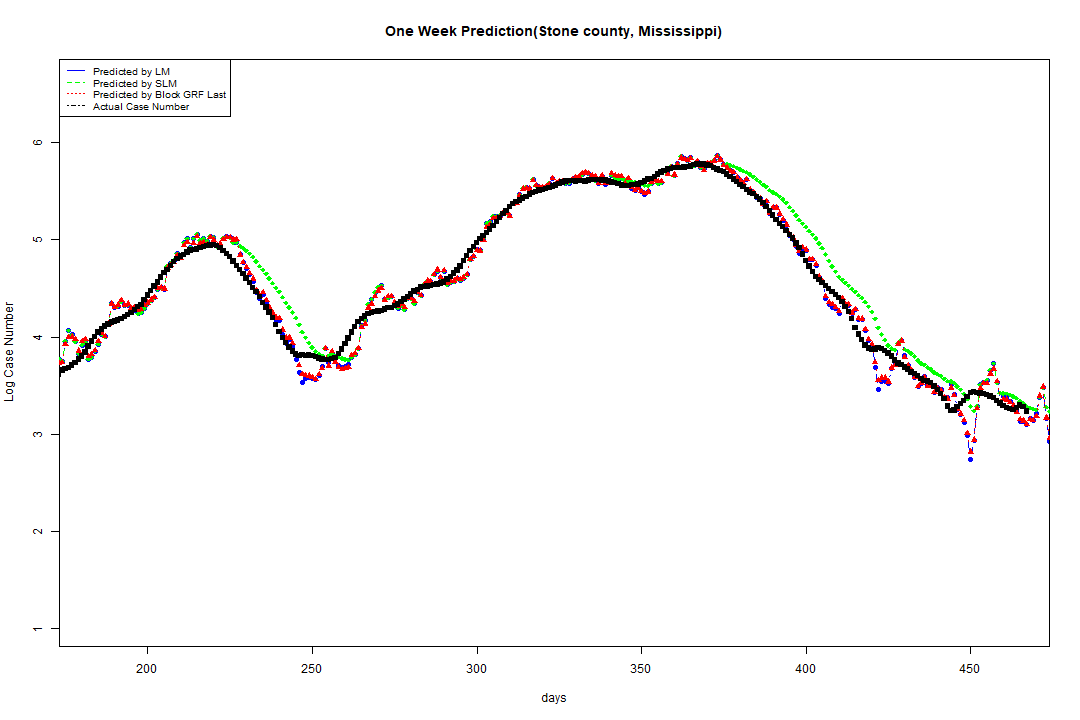 One Week Prediction(Stone county, Mississippi)
Predicted by LM
Predicted by SLM
Predicted by Block GRF Last
Actual Case Number
6
5
4
3
2
1
Log Case Number
200 250 300 350 400 450
days